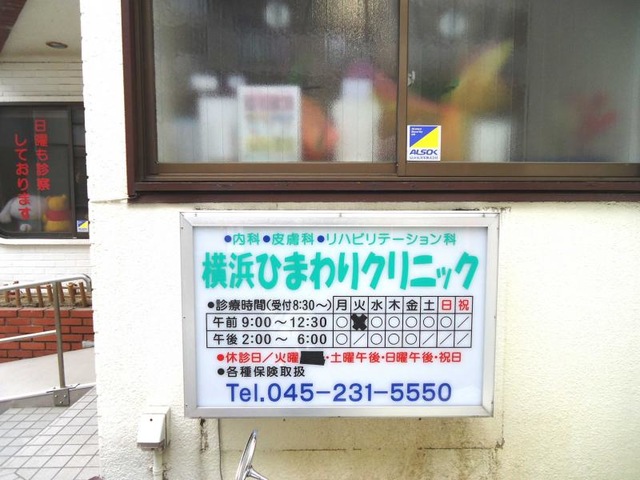 日曜も診察
しております
ALSOK
●内科●皮膚科●リハビリテーション科
横浜ひまわりクリニック
●診療時間(受付8:30～) 月 火 水 木 金 土 日 祝
午前 9:00～12:30 ○ ✖ ○ ○ ○ ○ ○ ／
午後 2:00～ 6:00 ○ ／ ○ ○ ○ ／ ／ ／
●休診日／火曜・土曜午後・日曜午後・祝日
●各種保険取扱
Tel.045-231-5550